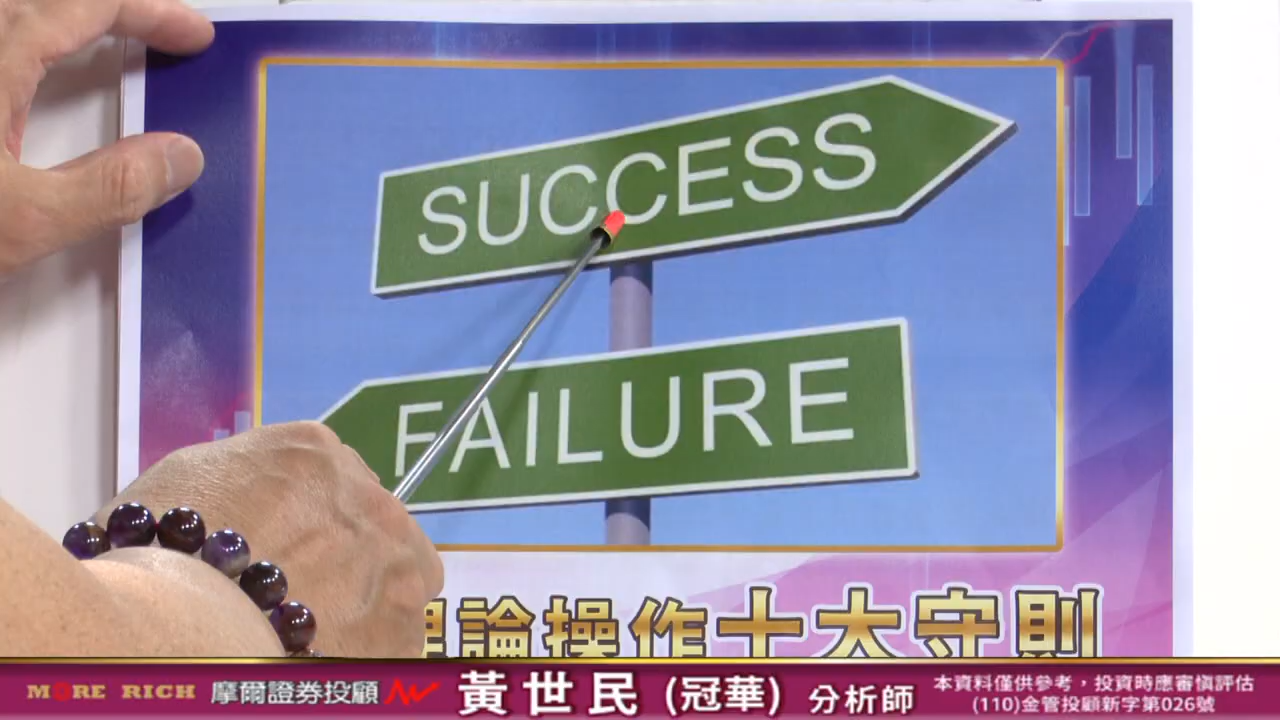 SUCCESS
FAILURE
理論操作十大守則
MORE RICH 摩爾證券投顧 黃世民(冠華) 分析師
本資料僅供參考,投資時應審慎評估
(110)金管投顧新字第026號